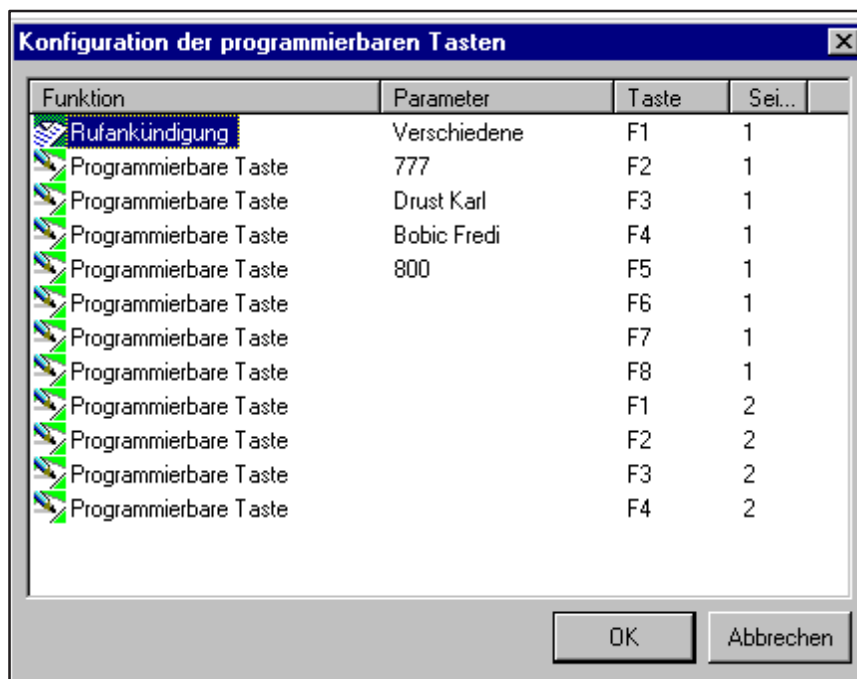 Konfiguration der programmierbaren Tasten
Funktion Parameter Taste Sei...
Rufankündigung Verschiedene F1 1
Programmierbare Taste 777 F2 1
Programmierbare Taste Drust Karl F3 1
Programmierbare Taste Bobic Fredi F4 1
Programmierbare Taste 800 F5 1
Programmierbare Taste F6 1
Programmierbare Taste F7 1
Programmierbare Taste F8 1
Programmierbare Taste F1 2
Programmierbare Taste F2 2
Programmierbare Taste F3 2
Programmierbare Taste F4 2
OK Abbrechen